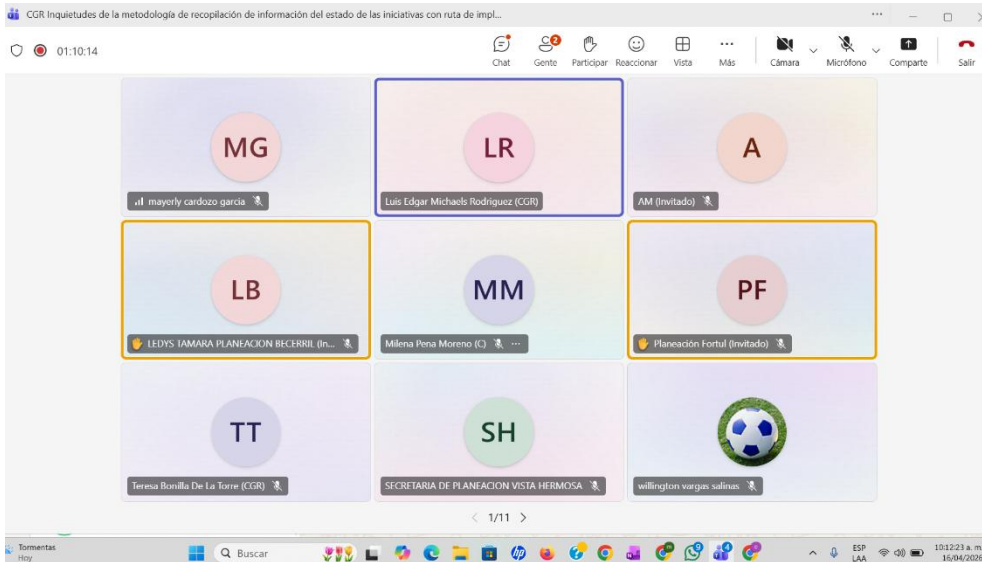 CGR Inquietudes de la metodología de recopilación de información del estado de las iniciativas con ruta de impl...
01:10:14
2
Chat Gente Participar Reaccionar Vista Más Cámara Micrófono Comparte Salir
MG
LR
A
mayerly cardozo garcia
Luis Edgar Michaels Rodriguez (CGR)
AM (Invitado)
LB
MM
PF
LEDYS TAMARA PLANEACION BECERRIL (In...
Milena Pena Moreno (C) ...
Planeación Fortul (Invitado)
TT
SH
Teresa Bonilla De La Torre (CGR)
SECRETARIA DE PLANEACION VISTA HERMOSA
willington vargas salinas
< 1/11 >
Tormentas
Hoy
Buscar
ESP
LAA
10:12:23 a. m.
16/04/2026